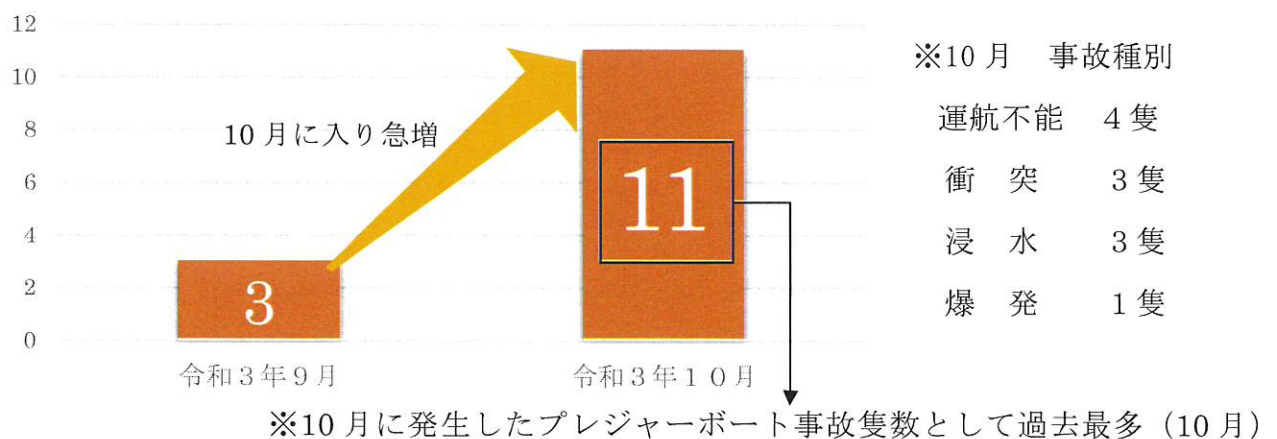 12
10
8
6
4
2
0
10月に入り急増
3
11
令和３年９月
令和３年１０月
※10月　事故種別
運航不能　４隻
衝　突　　３隻
浸　水　　３隻
爆　発　　１隻
※10月に発生したプレジャーボート事故隻数として過去最多（10月）